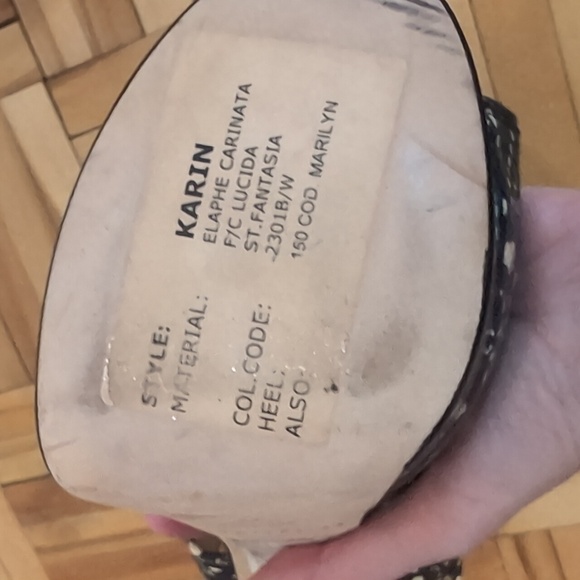 STYLE: KARIN
MATERIAL: ELAPHE CARINATA
F/C LUCIDA
ST.FANTASIA
COL.CODE: -2301B/W
HEEL: 150 COD MARILYN
ALSO